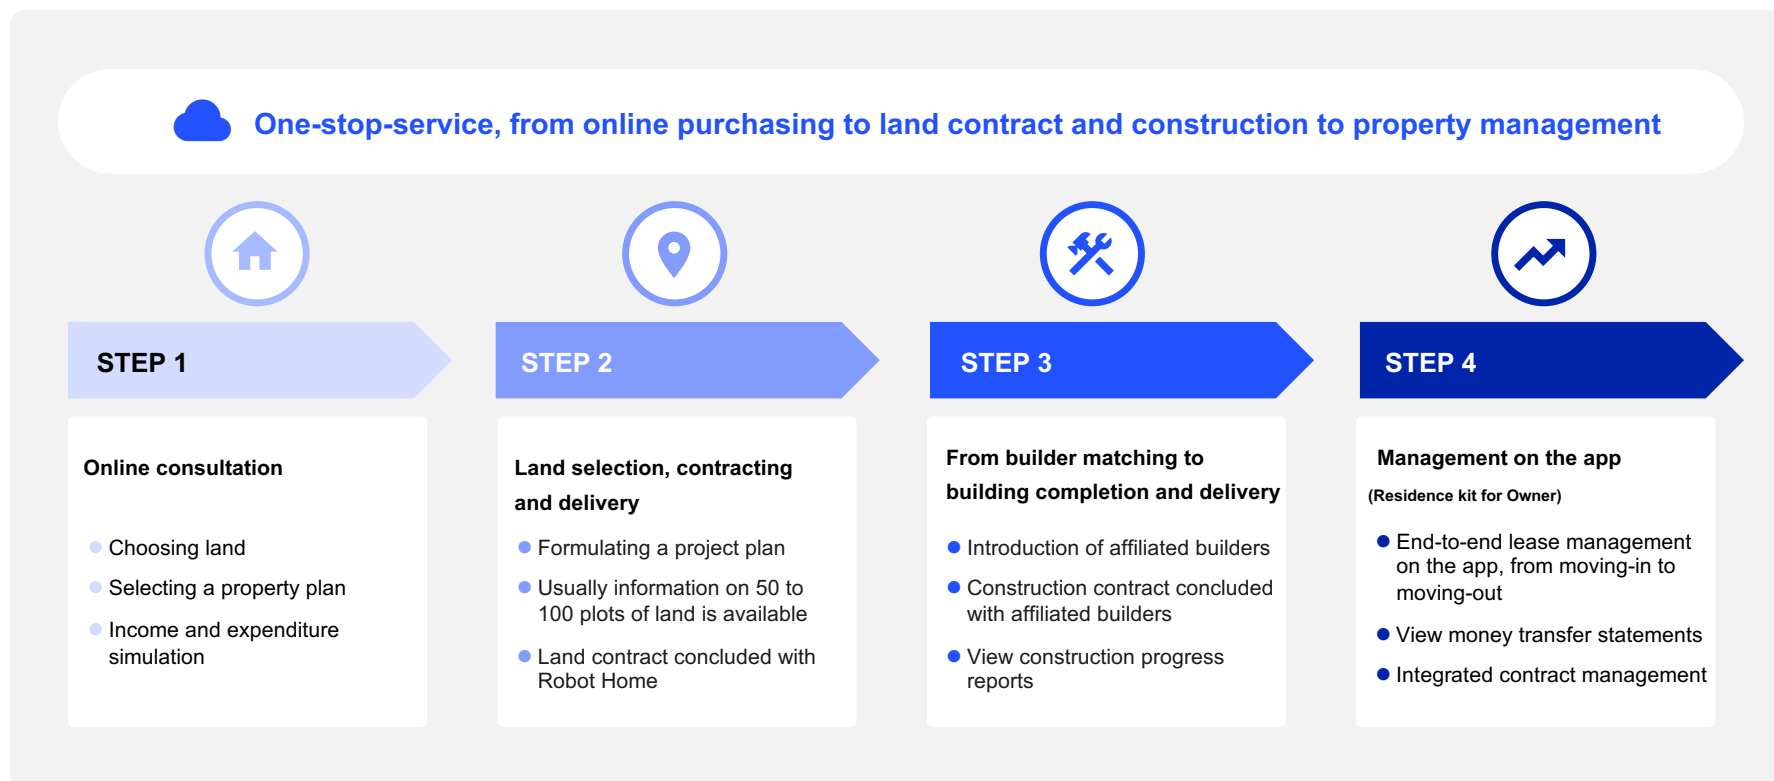 One-stop-service, from online purchasing to land contract and construction to property management
STEP 1
Online consultation
Choosing land
Selecting a property plan
Income and expenditure
simulation
STEP 2
Land selection, contracting
and delivery
Formulating a project plan
Usually information on 50 to
100 plots of land is available
Land contract concluded with
Robot Home
STEP 3
From builder matching to
building completion and delivery
Introduction of affiliated builders
Construction contract concluded
with affiliated builders
View construction progress
reports
STEP 4
Management on the app
(Residence kit for Owner)
End-to-end lease management
on the app, from moving-in to
moving-out
View money transfer statements
Integrated contract management